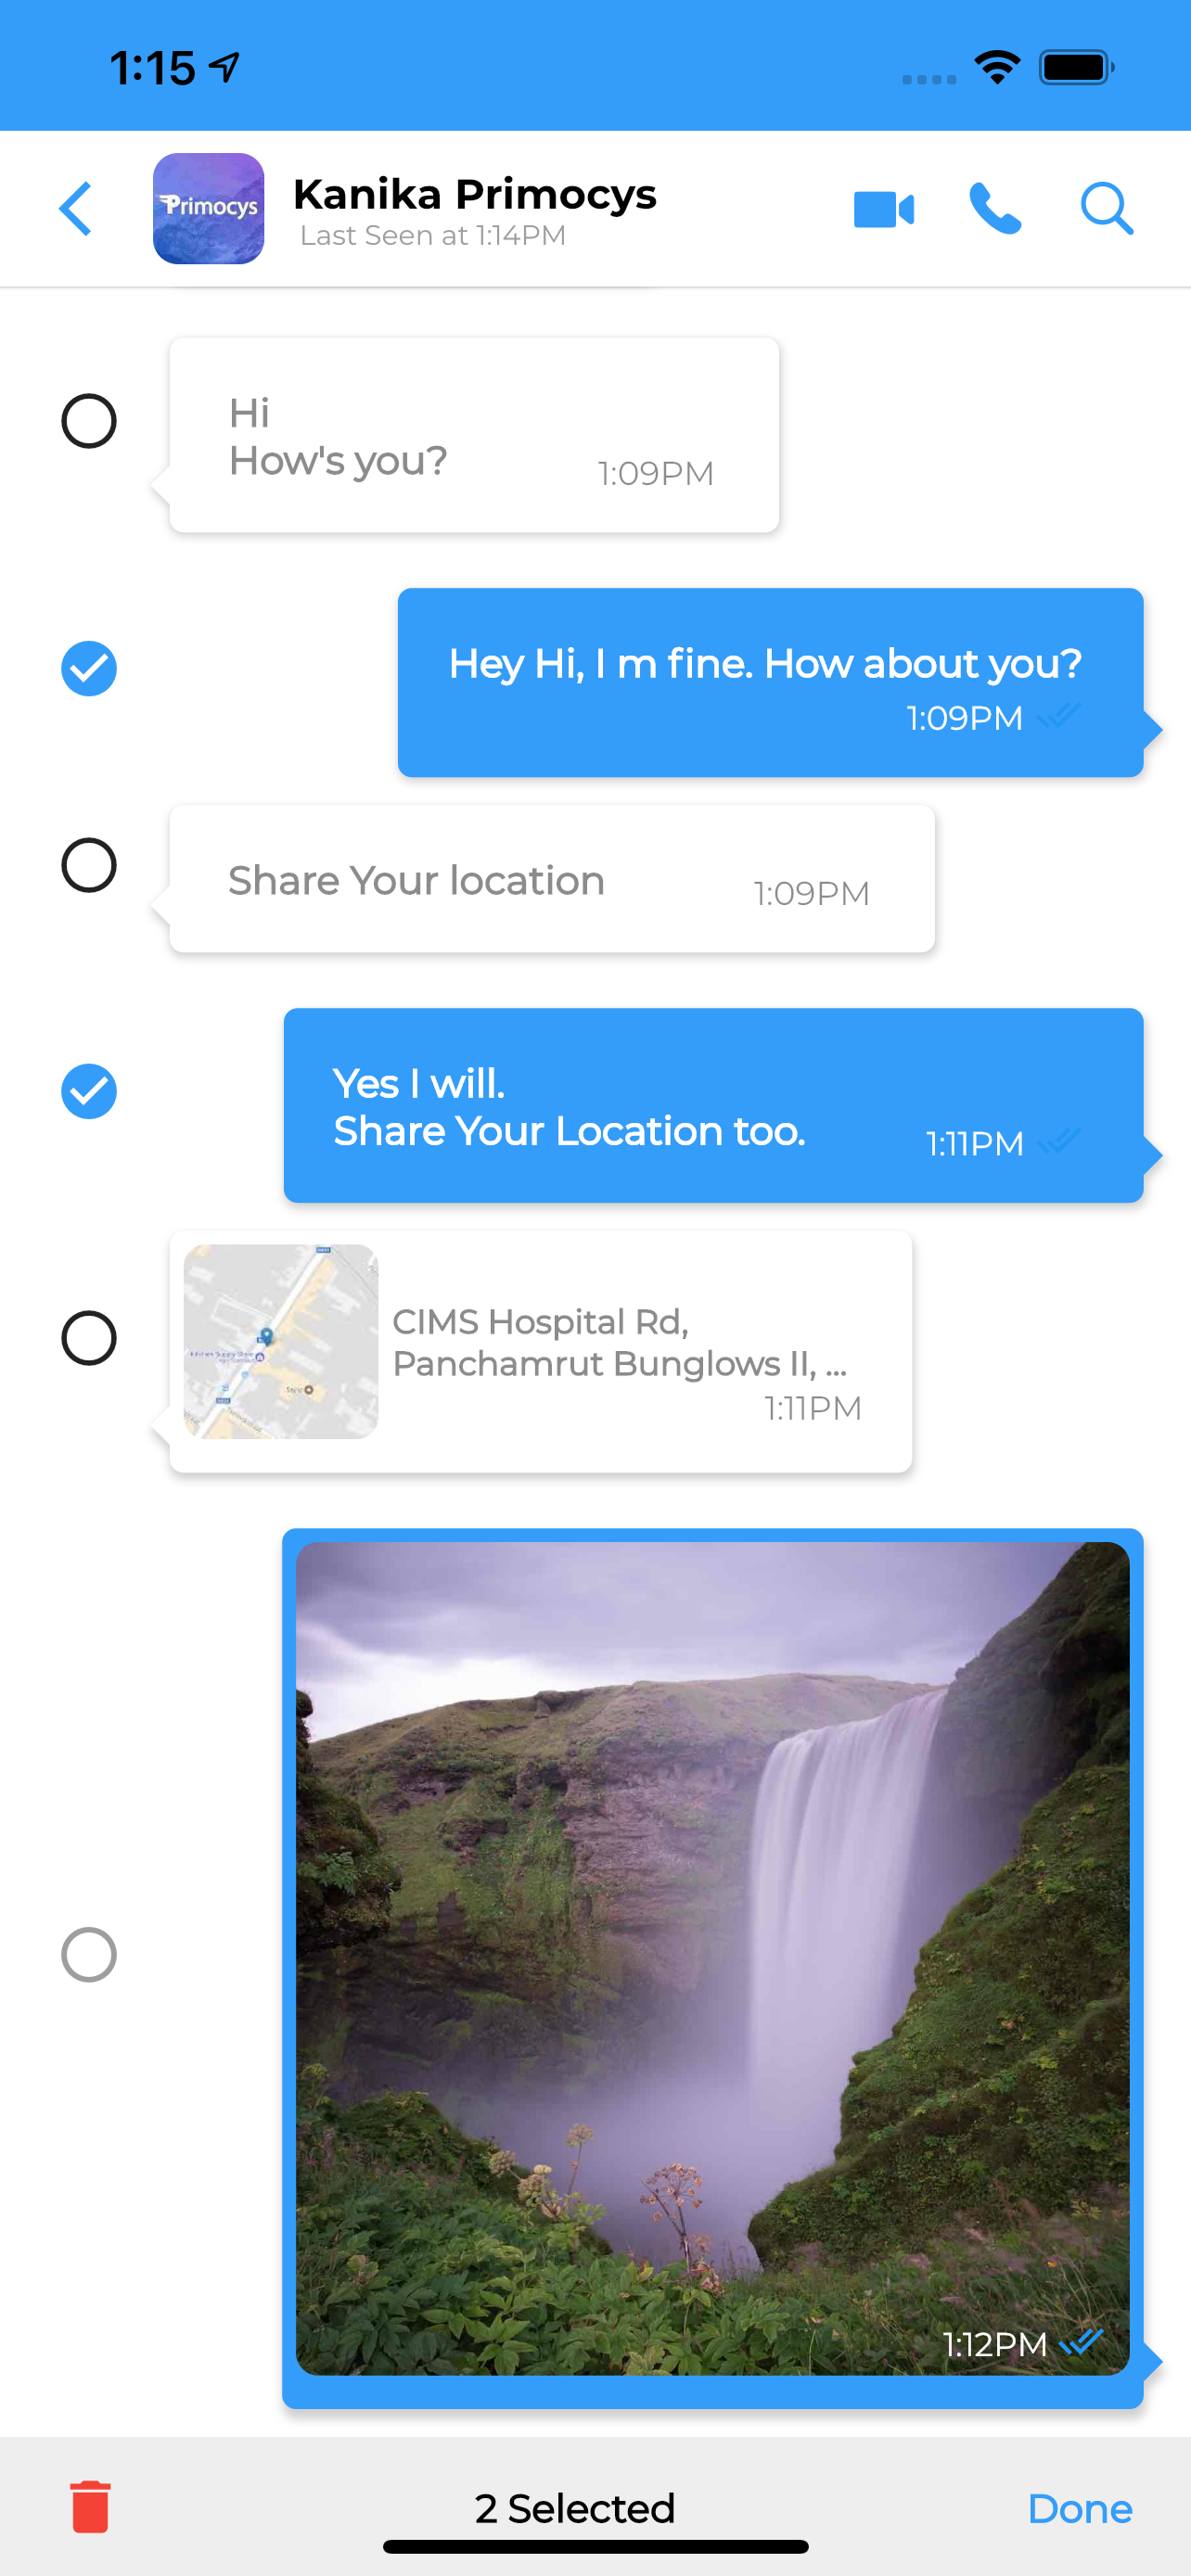 1:15
Primocys
Kanika Primocys
Last Seen at 1:14PM
Hi
How's you?
1:09PM
Hey Hi, I m fine. How about you?
1:09PM
Share Your location
1:09PM
Yes I will.
Share Your Location too.
1:11PM
CIMS Hospital Rd,
Panchamrut Bunglows II, ...
1:11PM
1:12PM
2 Selected
Done